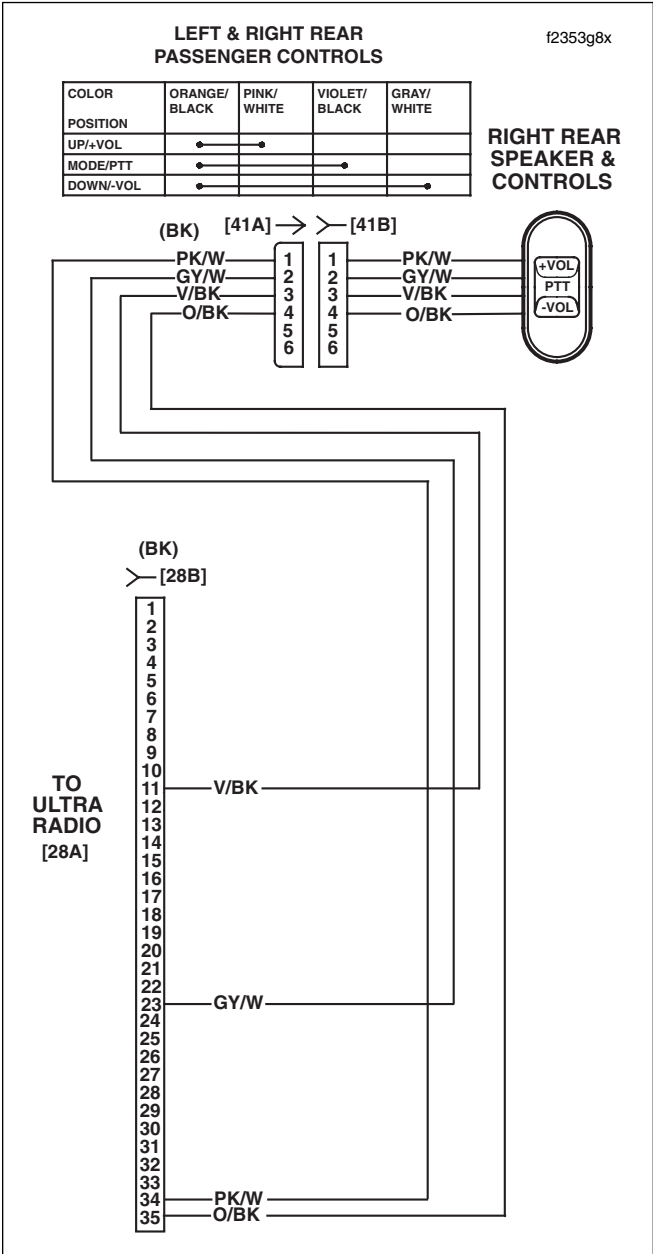 LEFT & RIGHT REAR
PASSENGER CONTROLS
f2353g8x
COLOR ORANGE/ PINK/ VIOLET/ GRAY/
BLACK WHITE BLACK WHITE
POSITION
UP/+VOL
MODE/PTT
DOWN/-VOL
RIGHT REAR
SPEAKER &
CONTROLS
(BK) [41A] [41B]
PK/W 1 1 PK/W +VOL
GY/W 2 2 GY/W PTT
V/BK 3 3 V/BK -VOL
O/BK 4 4 O/BK
5 5
6 6
(BK)
[28B]
1
2
3
4
5
6
7
8
9
10
11 V/BK
12
13
14
15
16
17
18
19
20
21
22
23 GY/W
24
25
26
27
28
29
30
31
32
33
34 PK/W
35 O/BK
TO
ULTRA
RADIO
[28A]